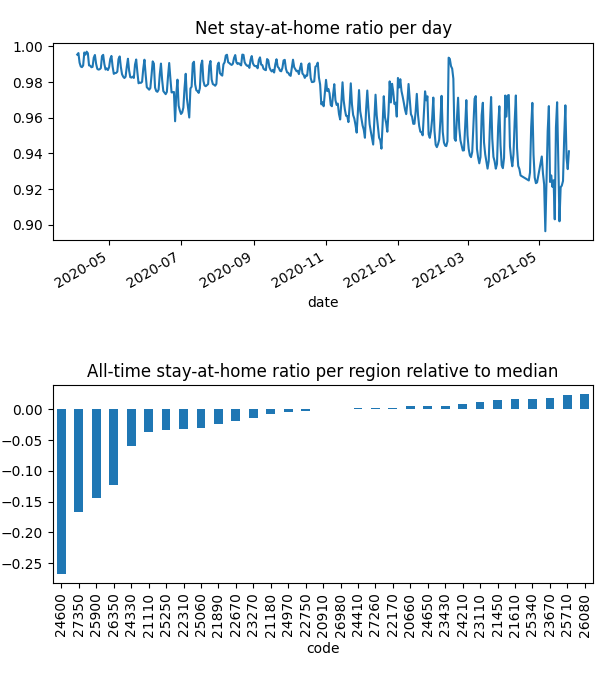 Net stay-at-home ratio per day
1.00
0.98
0.96
0.94
0.92
0.90
2020-05 2020-07 2020-09 2020-11 2021-01 2021-03 2021-05
date
All-time stay-at-home ratio per region relative to median
0.00
−0.05
−0.10
−0.15
−0.20
−0.25
24600 27350 25900 26350 24330 21110 25250 22310 25060 21890 22670 23270 21180 24970 22750 20910 26980 24410 27260 22170 20660 24650 23430 24210 23110 21450 21610 25340 23670 25710 26080
code